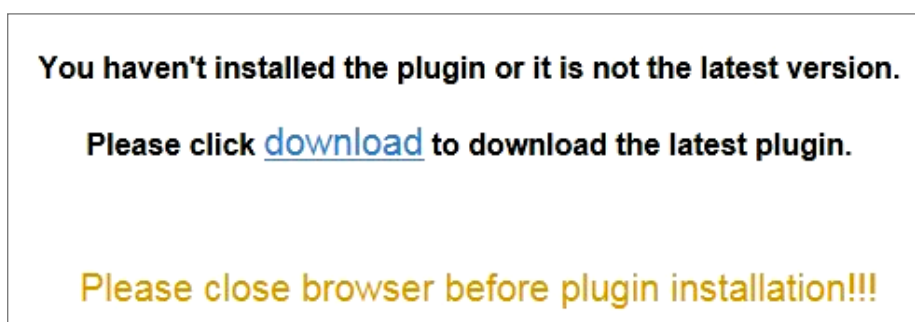 You haven't installed the plugin or it is not the latest version.
Please click download to download the latest plugin.
Please close browser before plugin installation!!!